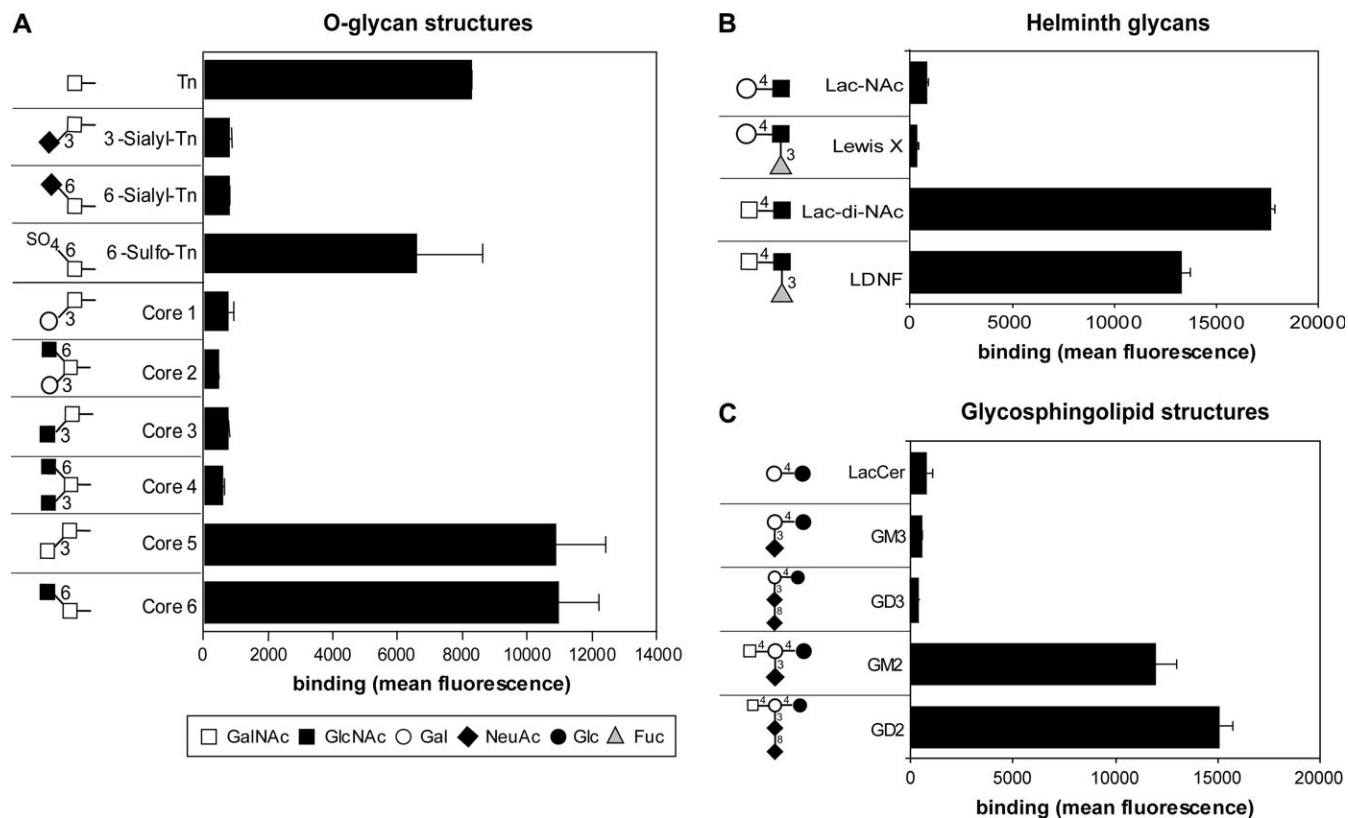 A
O-glycan structures
Tn
3 3-Sialyl-Tn
6 6-Sialyl-Tn
SO4 6 6-Sulfo-Tn
3 Core 1
6 3 Core 2
3 Core 3
6 3 Core 4
3 Core 5
6 Core 6
0 2000 4000 6000 8000 10000 12000 14000
binding (mean fluorescence)
GalNAc GlcNAc Gal NeuAc Glc Fuc
B
Helminth glycans
4 Lac-NAc
4 3 Lewis X
4 Lac-di-NAc
4 3 LDNF
0 5000 10000 15000 20000
binding (mean fluorescence)
C
Glycosphingolipid structures
4 LacCer
4 3 GM3
4 3 8 GD3
4 4 3 GM2
4 4 3 8 GD2
0 5000 10000 15000 20000
binding (mean fluorescence)